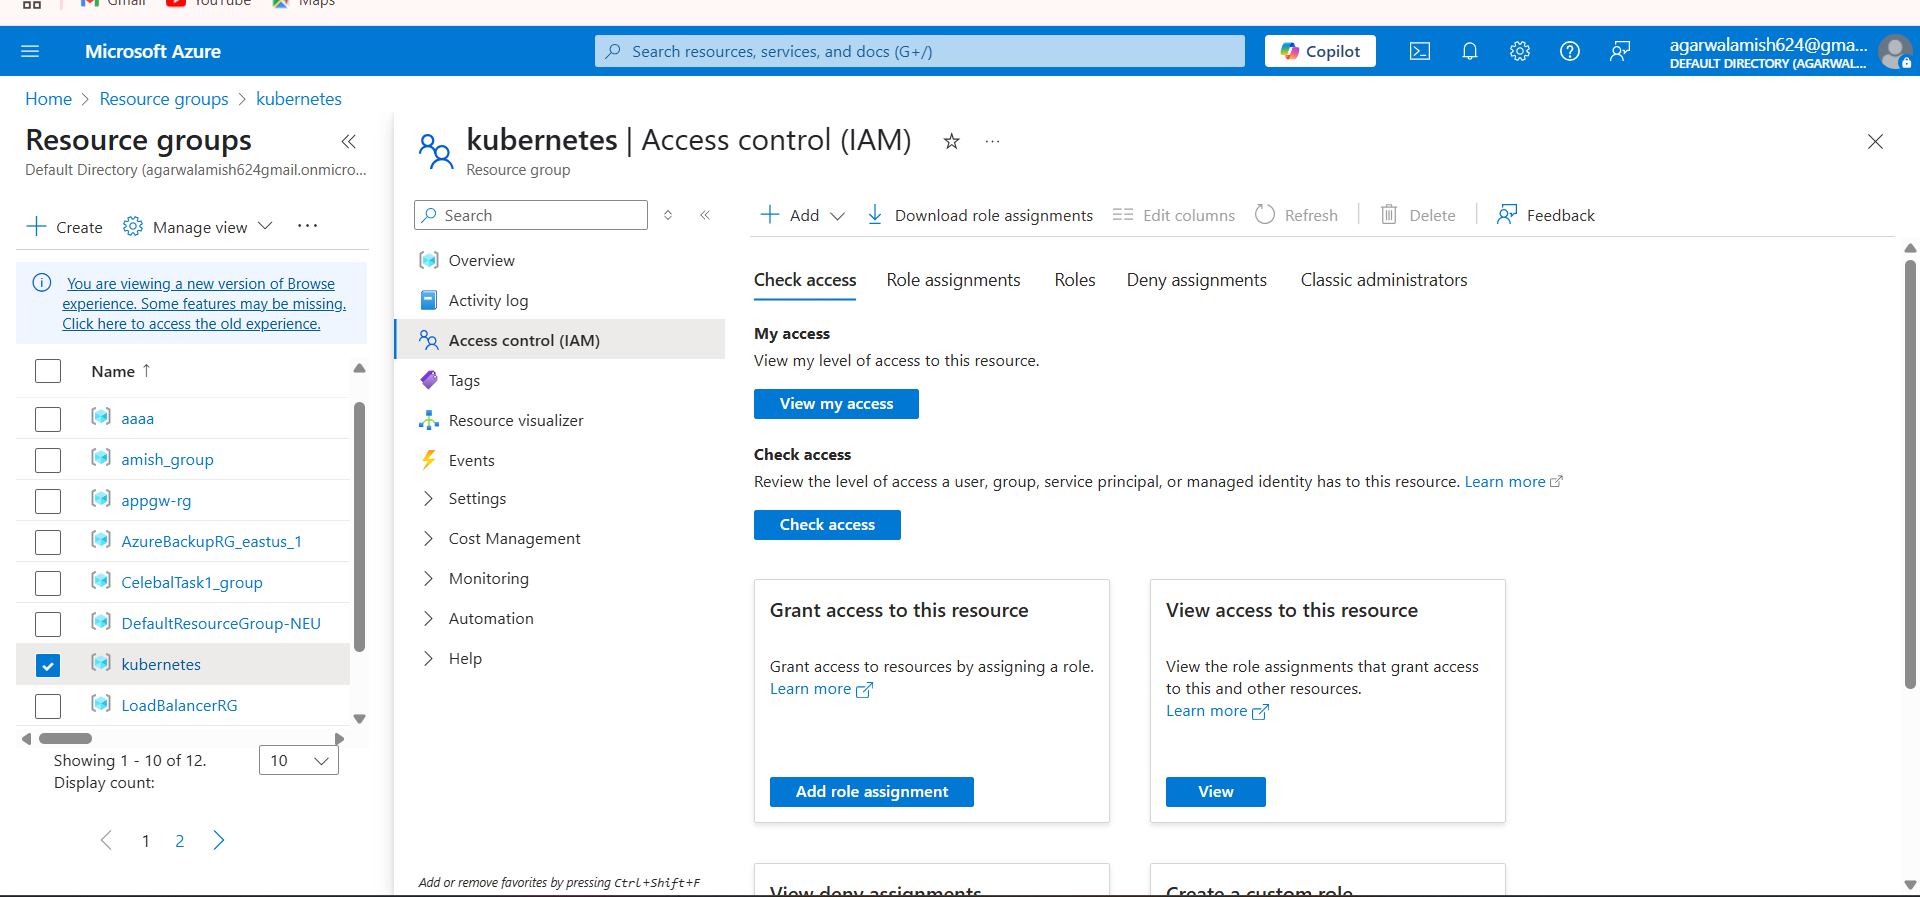 Gmail
YouTube
Maps
Microsoft Azure
Search resources, services, and docs (G+/)
Copilot
agarwalamish624@gma...
DEFAULT DIRECTORY (AGARWAL...
Home > Resource groups > kubernetes
Resource groups
Default Directory (agarwalamish624gmail.onmicro...
Create
Manage view
You are viewing a new version of Browse
experience. Some features may be missing.
Click here to access the old experience.
Name ↑
aaaa
amish_group
appgw-rg
AzureBackupRG_eastus_1
CelebalTask1_group
DefaultResourceGroup-NEU
kubernetes
LoadBalancerRG
Showing 1 - 10 of 12.
Display count:
10
1
2
kubernetes | Access control (IAM)
Resource group
Search
Overview
Activity log
Access control (IAM)
Tags
Resource visualizer
Events
Settings
Cost Management
Monitoring
Automation
Help
Add or remove favorites by pressing Ctrl+Shift+F
Add
Download role assignments
Edit columns
Refresh
Delete
Feedback
Check access
Role assignments
Roles
Deny assignments
Classic administrators
My access
View my level of access to this resource.
View my access
Check access
Review the level of access a user, group, service principal, or managed identity has to this resource. Learn more
Check access
Grant access to this resource
Grant access to resources by assigning a role.
Learn more
Add role assignment
View access to this resource
View the role assignments that grant access
to this and other resources.
Learn more
View
View deny assignments
Create a custom role